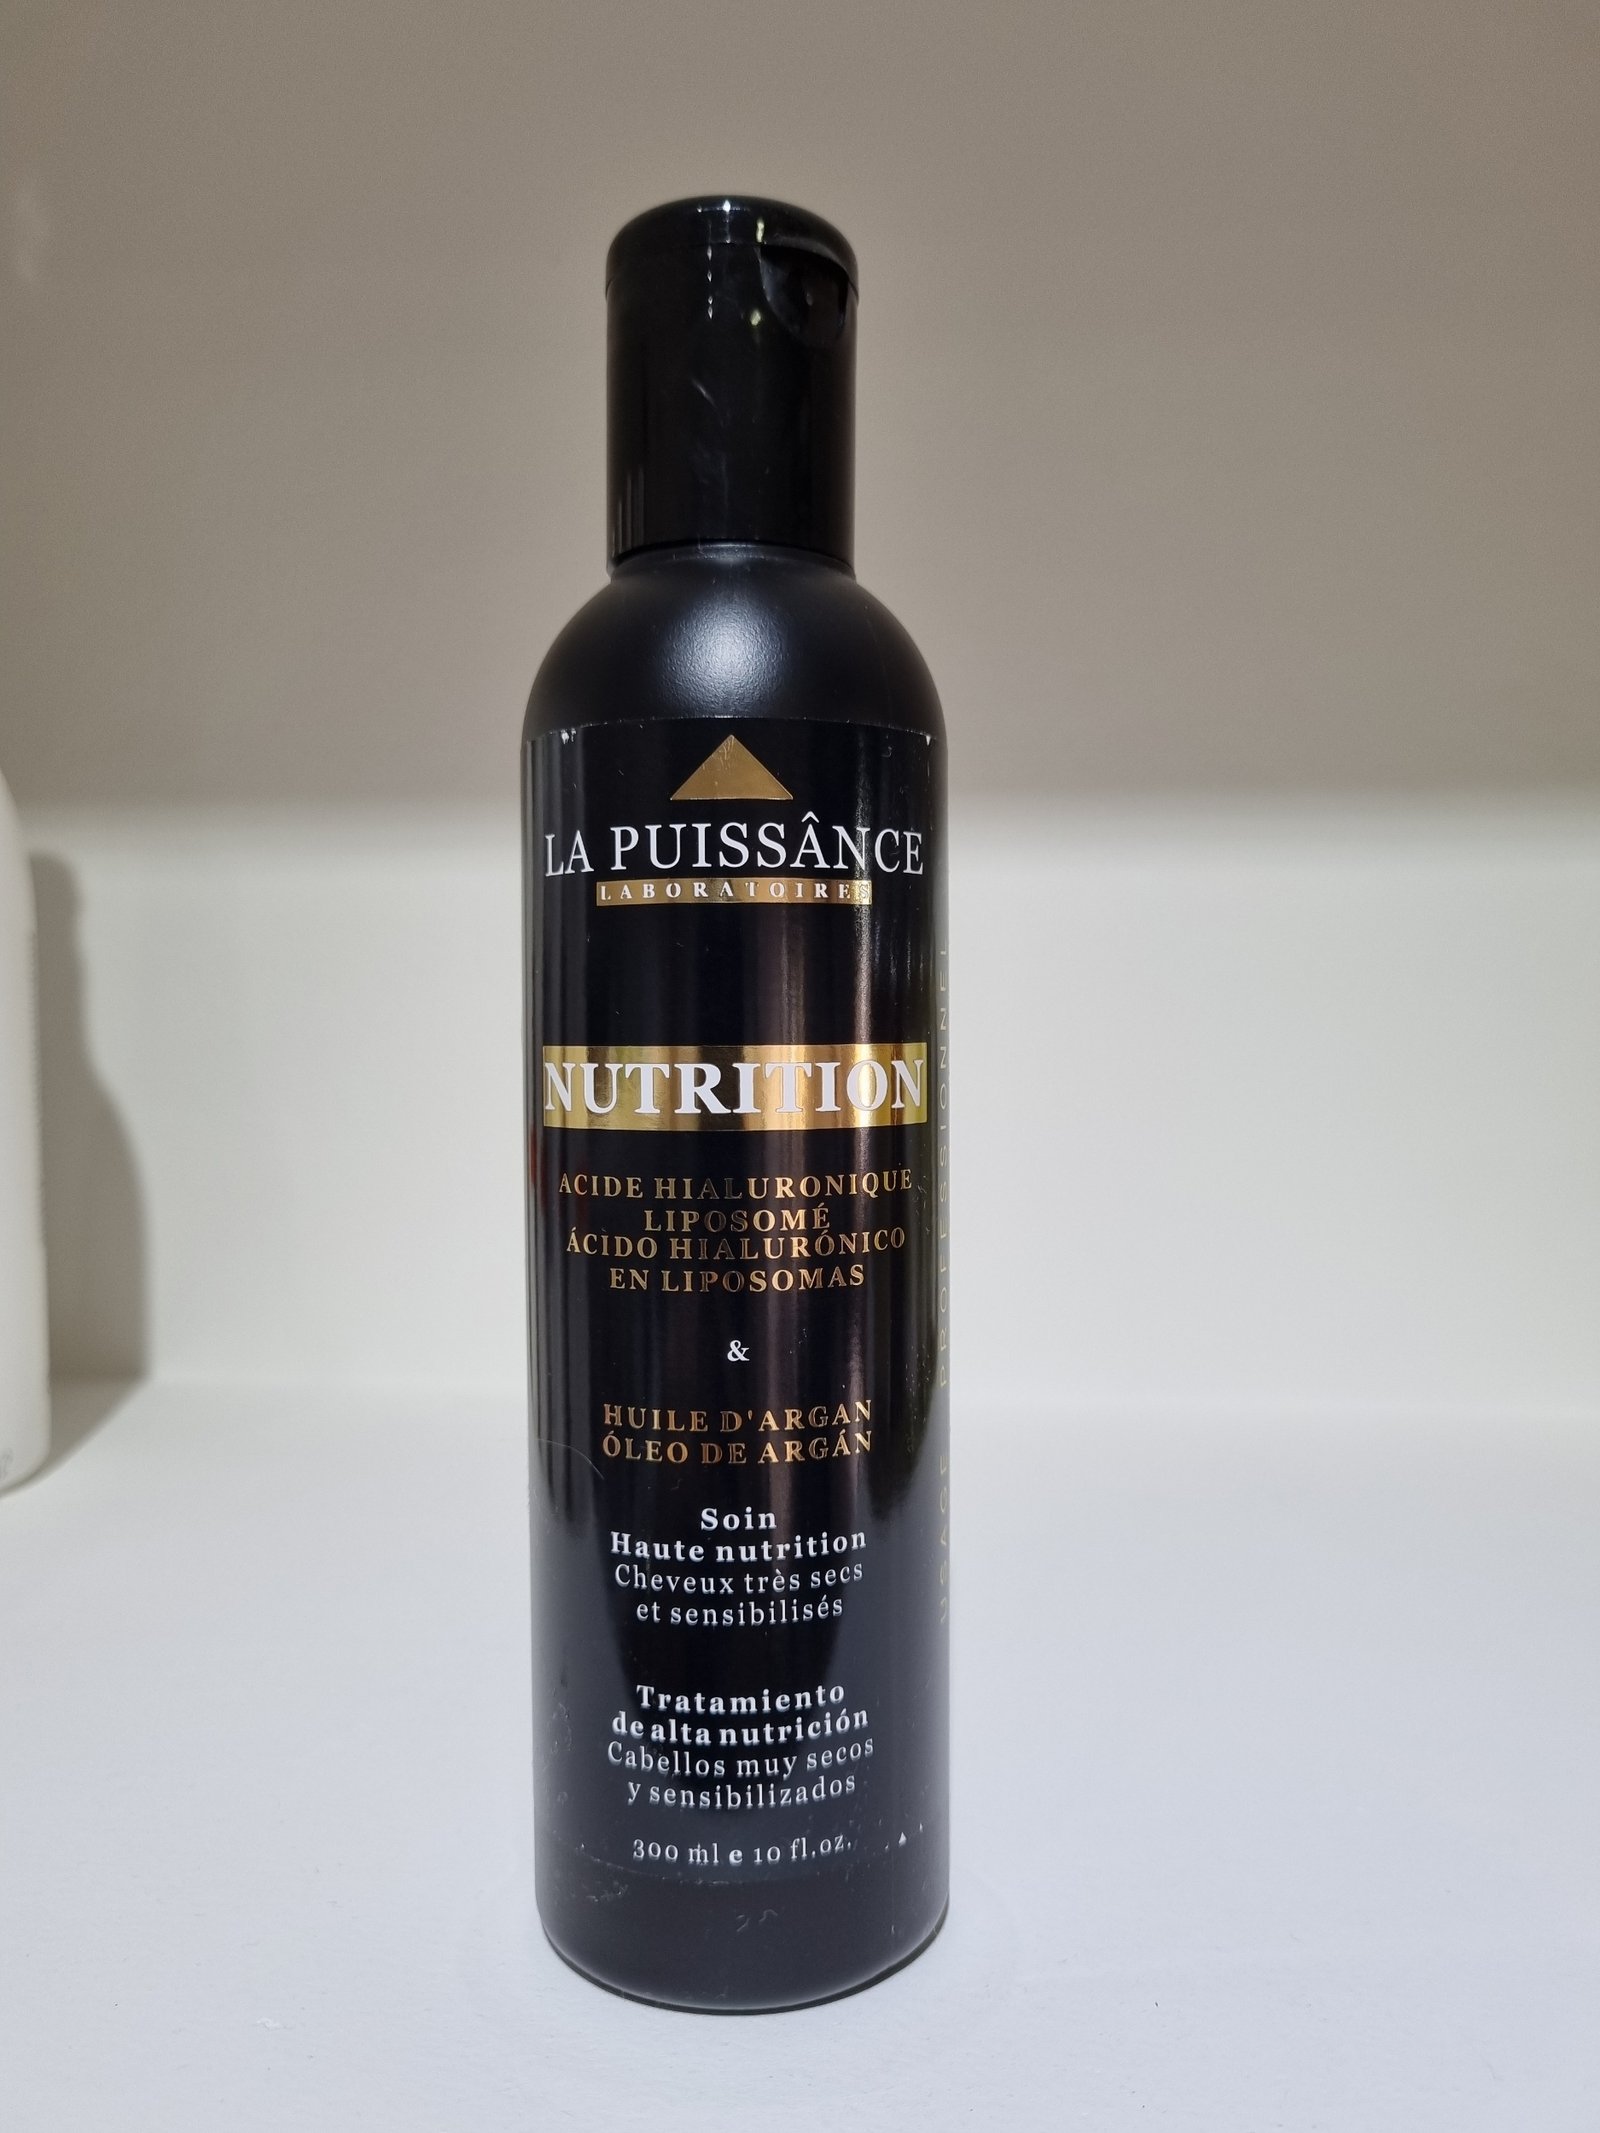 LA PUISSÂNCE
LABORATOIRES
NUTRITION
ACIDE HIALURONIQUE
LIPOSOMÉ
ÁCIDO HIALURÓNICO
EN LIPOSOMAS
&
HUILE D'ARGAN
ÓLEO DE ARGÁN
Soin
Haute nutrition
Cheveux très secs
et sensibilisés
Tratamiento
de alta nutrición
Cabellos muy secos
y sensibilizados
300 ml e 10 fl.oz.
USAGE PROFESSIONNEL